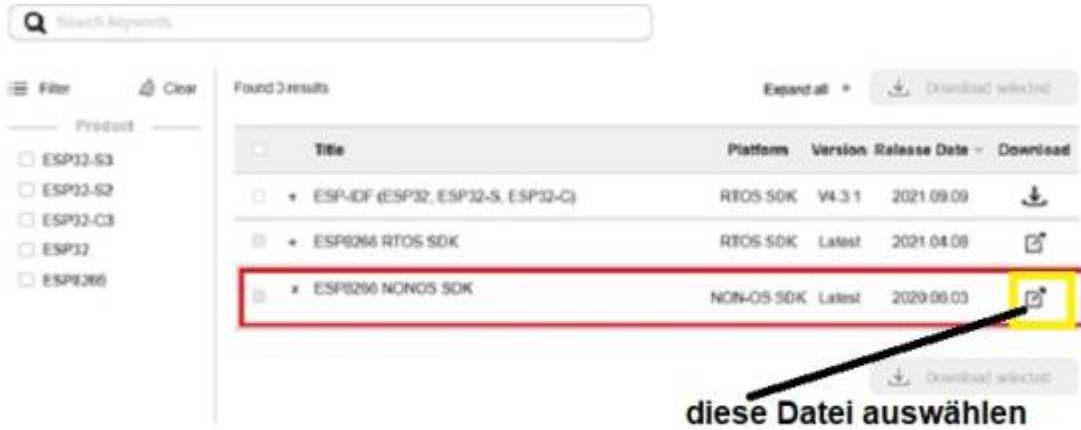 Search keywords
Filter Clear
Found 3 results
Expand all
Download selected
Product
ESP32-S3
ESP32-S2
ESP32-C3
ESP32
ESP8266
Title Platform Version Release Date Download
+ ESP-IDF (ESP32, ESP32-S, ESP32-C) RTOS SDK V4.3.1 2021.09.09
+ ESP8266 RTOS SDK RTOS SDK Latest 2021.04.08
ESP8266 NONOS SDK NON-OS SDK Latest 2020.06.03
Download selected
diese Datei auswählen